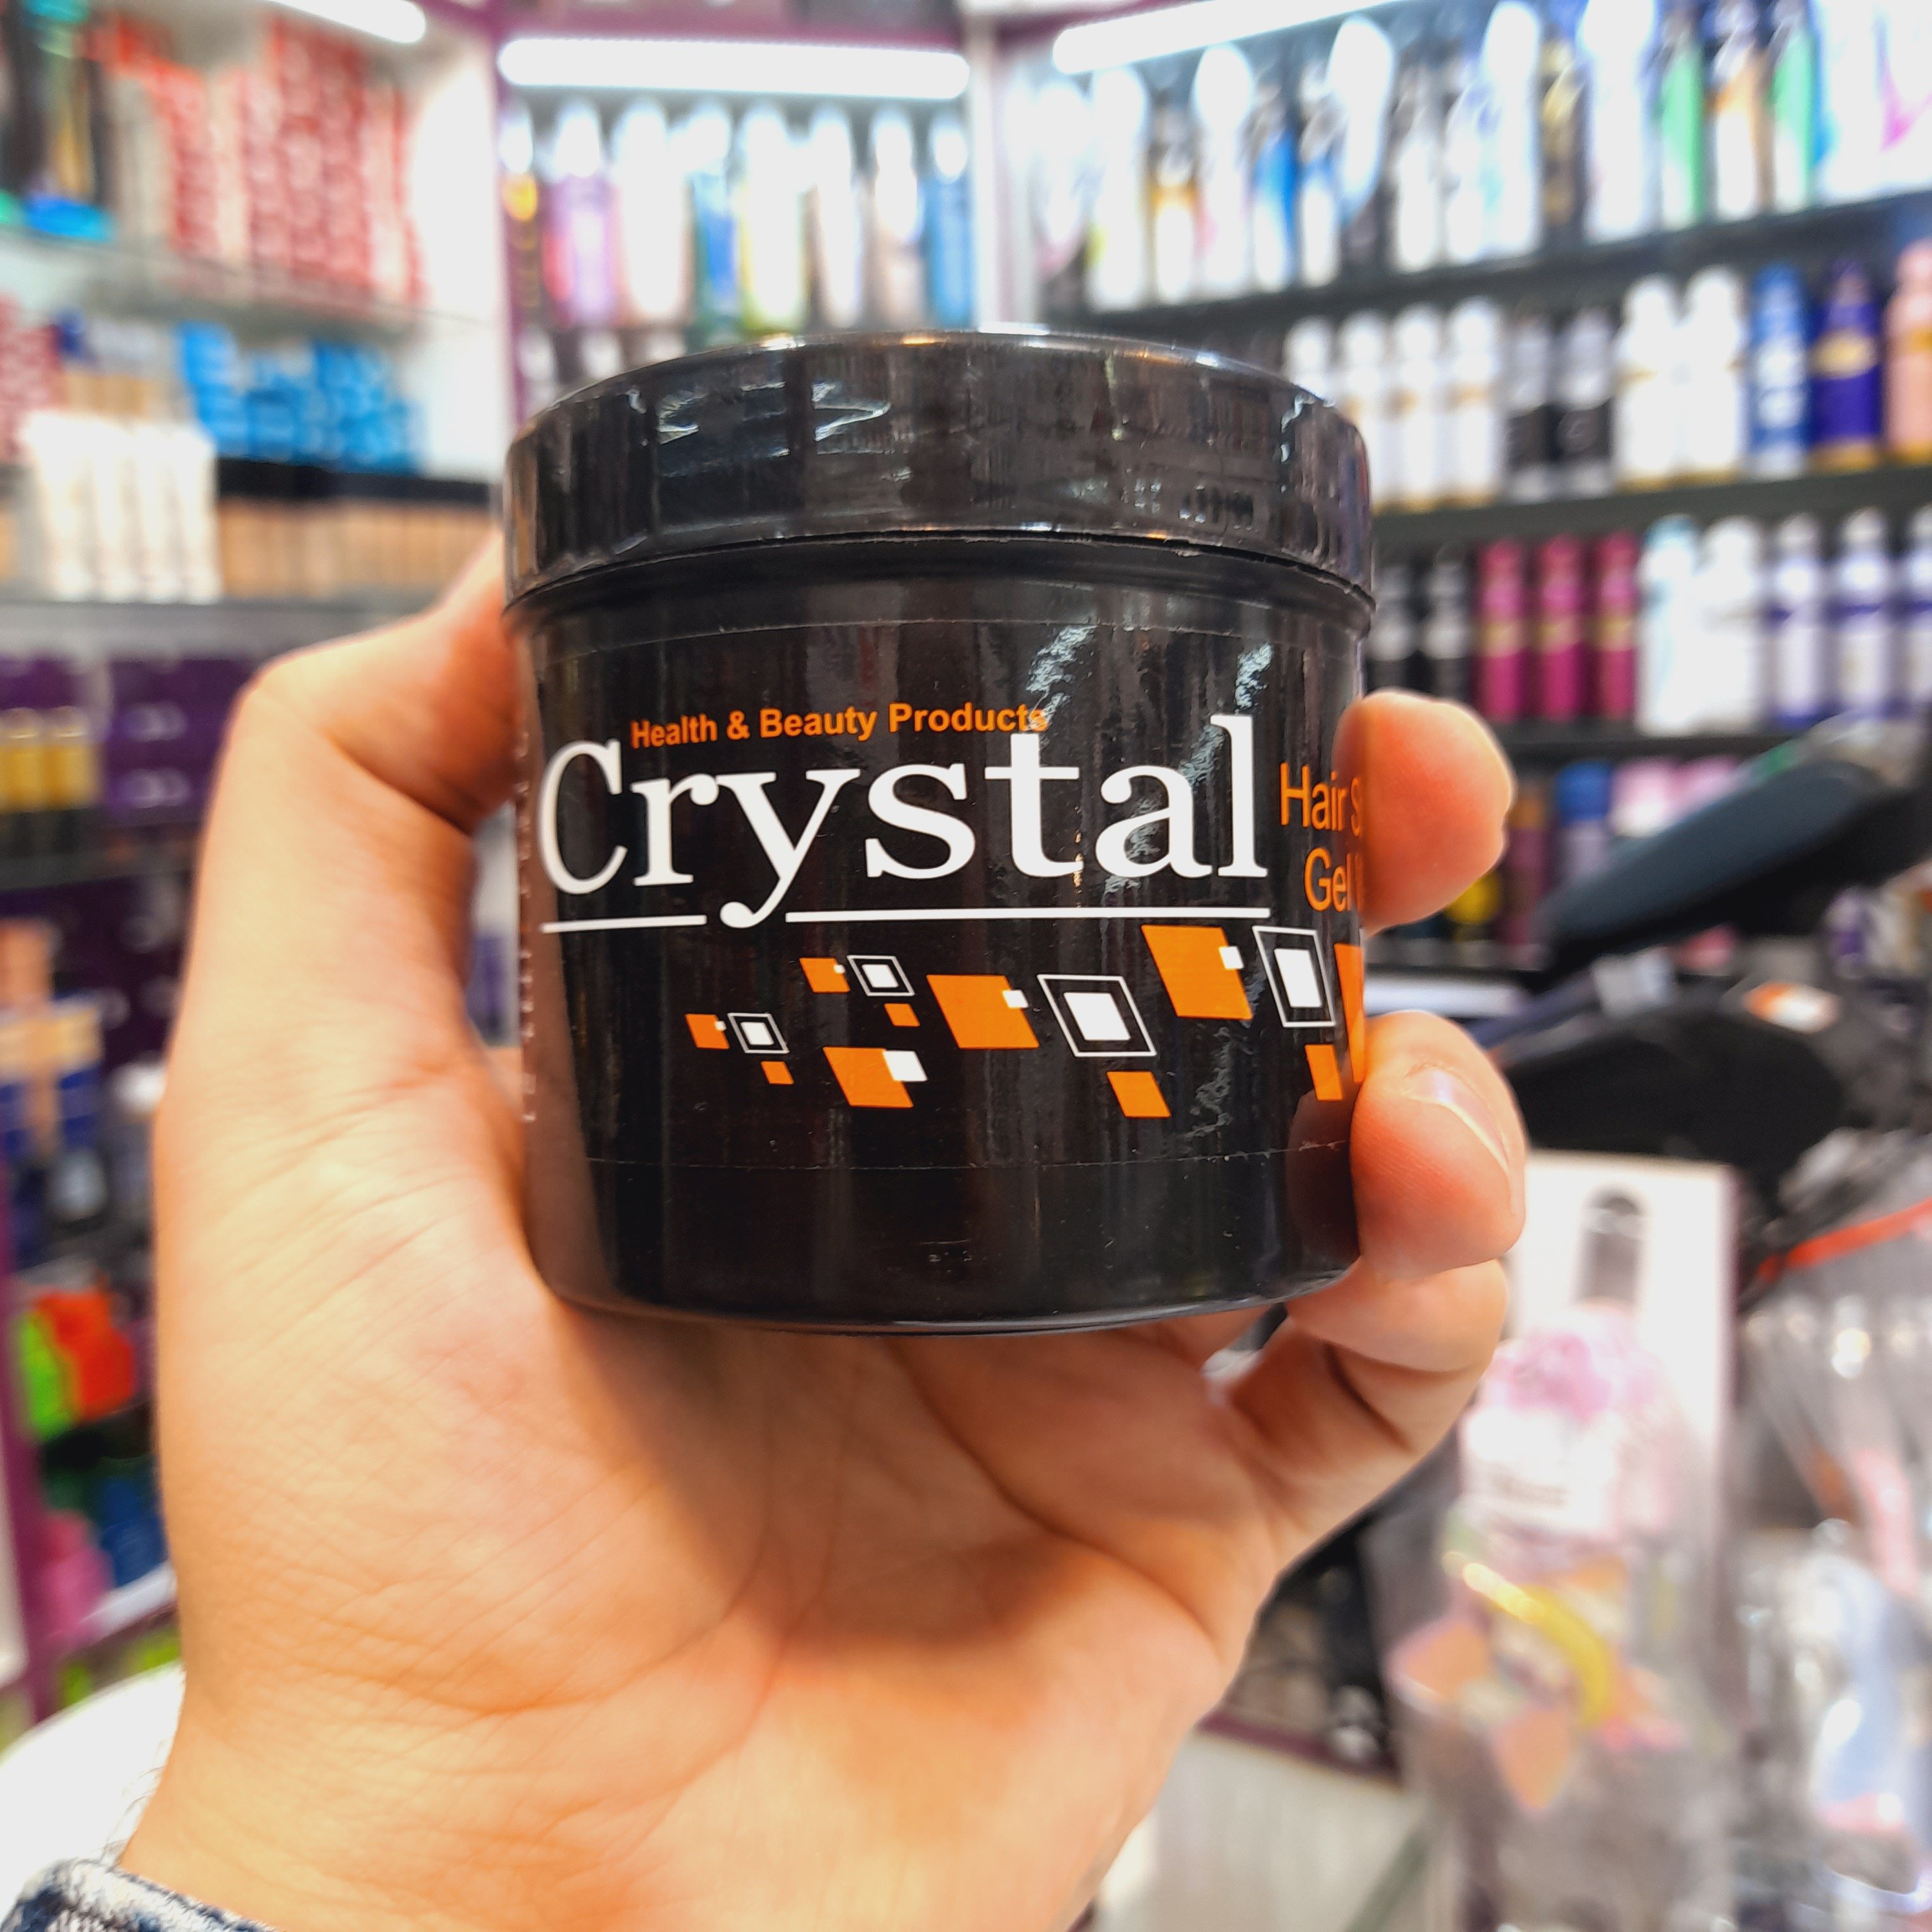 Health & Beauty Products
Crystal
Hair
Gel